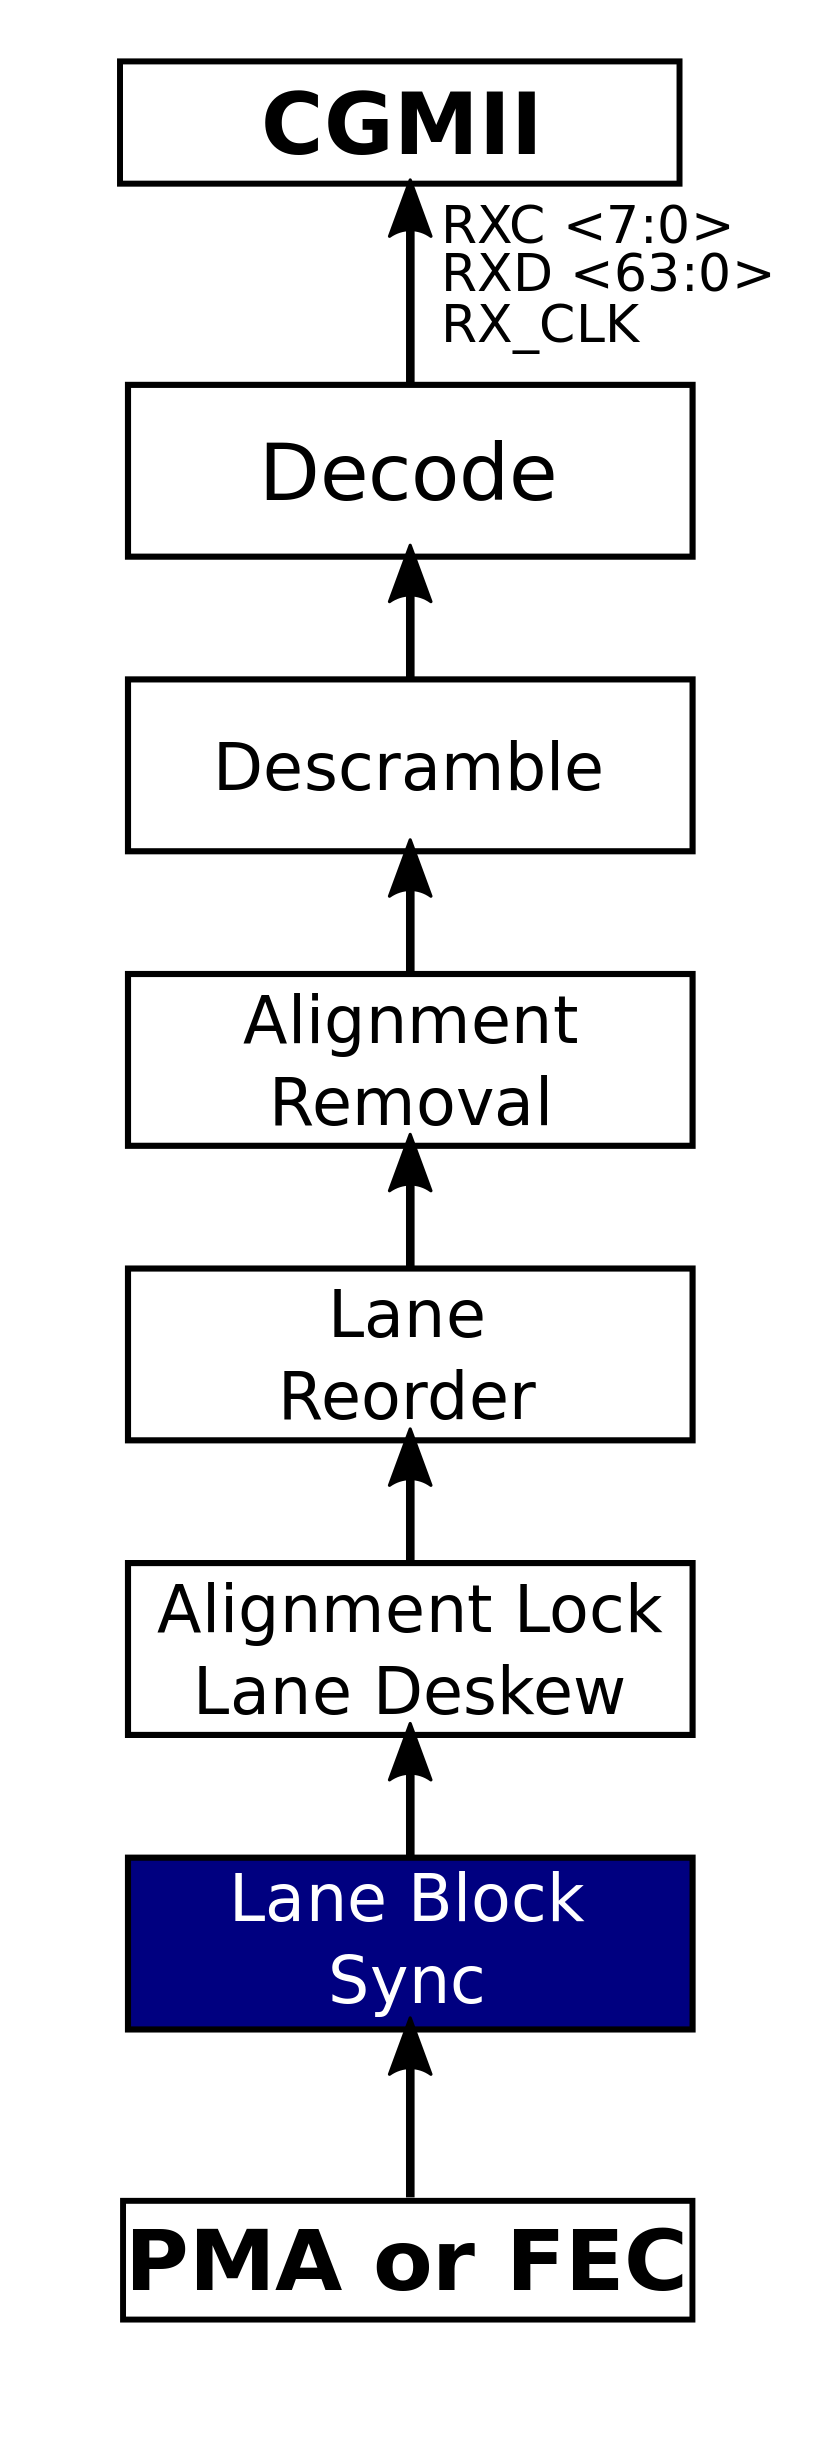 CGMII
RXC <7:0>
RXD <63:0>
RX_CLK
Decode
Descramble
Alignment
Removal
Lane
Reorder
Alignment Lock
Lane Deskew
Lane Block
Sync
PMA or FEC